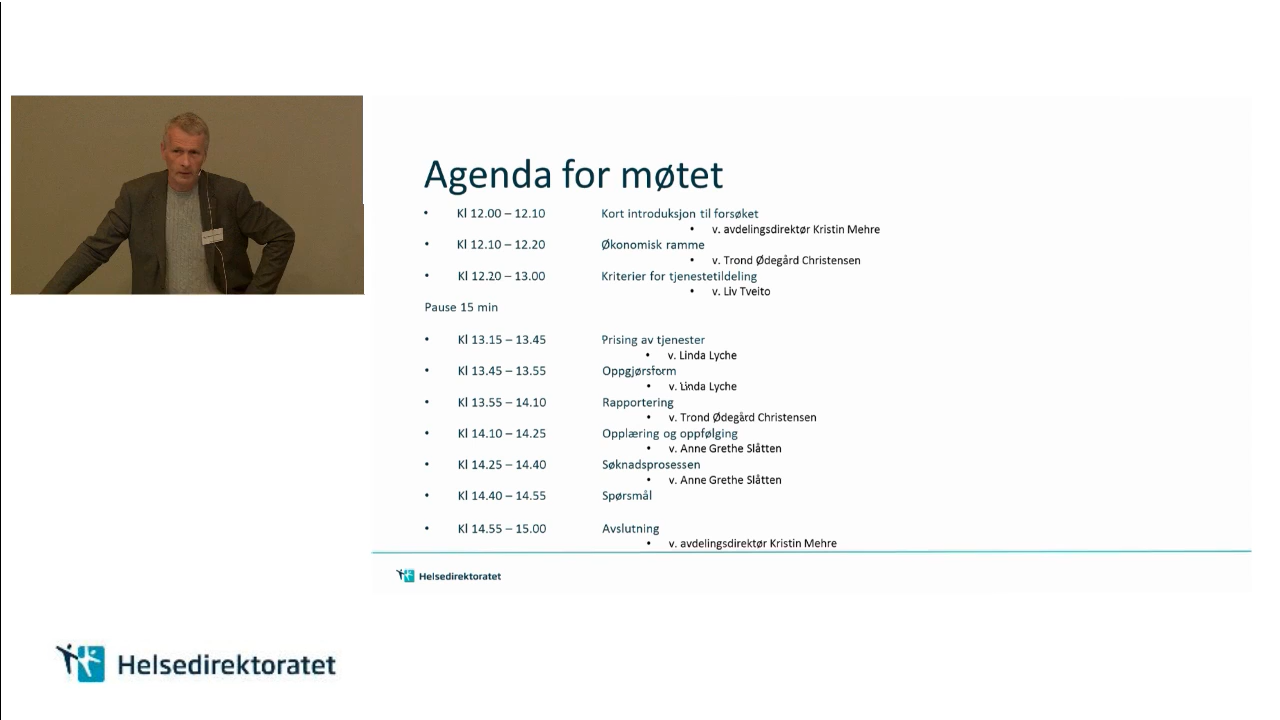 Agenda for møtet
• Kl 12.00 – 12.10 Kort introduksjon til forsøket
• v. avdelingsdirektør Kristin Mehre
• Kl 12.10 – 12.20 Økonomisk ramme
• v. Trond Ødegård Christensen
• Kl 12.20 – 13.00 Kriterier for tjenestetildeling
• v. Liv Tveito
Pause 15 min
• Kl 13.15 – 13.45 Prising av tjenester
• v. Linda Lyche
• Kl 13.45 – 13.55 Oppgjørsform
• v. Linda Lyche
• Kl 13.55 – 14.10 Rapportering
• v. Trond Ødegård Christensen
• Kl 14.10 – 14.25 Opplæring og oppfølging
• v. Anne Grethe Slåtten
• Kl 14.25 – 14.40 Søknadsprosessen
• v. Anne Grethe Slåtten
• Kl 14.40 – 14.55 Spørsmål
• Kl 14.55 – 15.00 Avslutning
• v. avdelingsdirektør Kristin Mehre
Helsedirektoratet
Helsedirektoratet